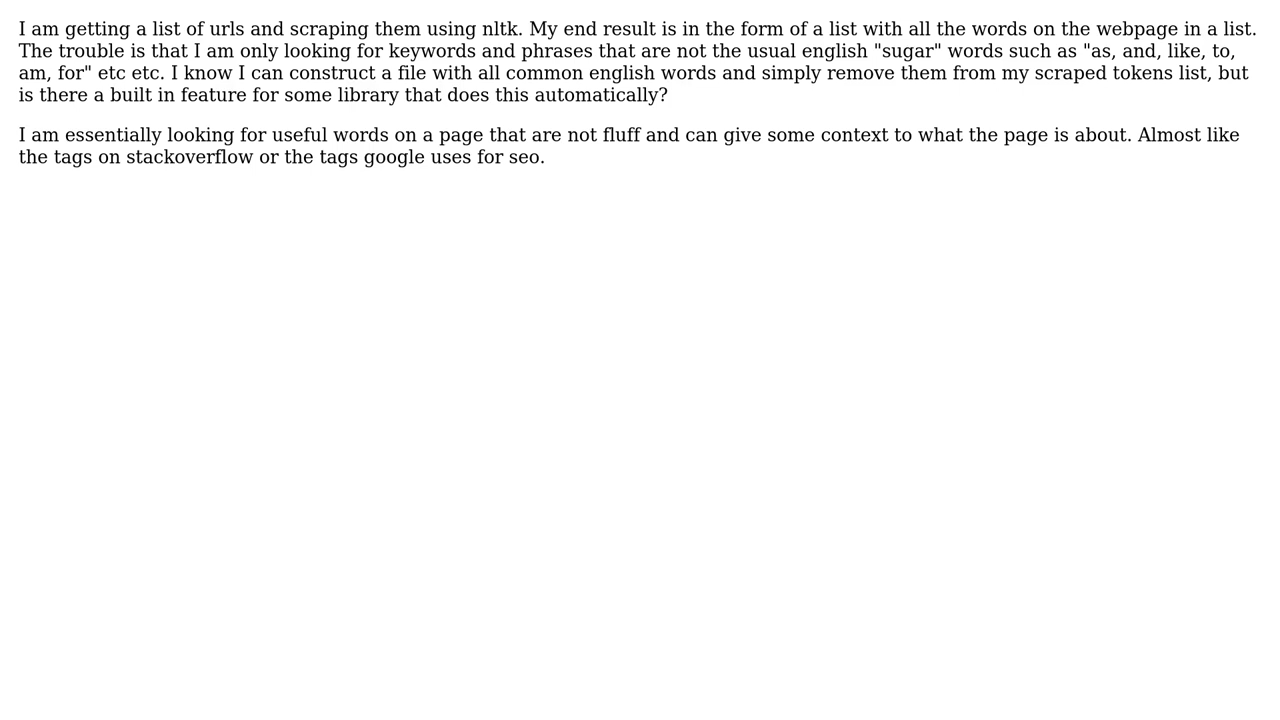 I am getting a list of urls and scraping them using nltk. My end result is in the form of a list with all the words on the webpage in a list.
The trouble is that I am only looking for keywords and phrases that are not the usual english "sugar" words such as "as, and, like, to,
am, for" etc etc. I know I can construct a file with all common english words and simply remove them from my scraped tokens list, but
is there a built in feature for some library that does this automatically?
I am essentially looking for useful words on a page that are not fluff and can give some context to what the page is about. Almost like
the tags on stackoverflow or the tags google uses for seo.